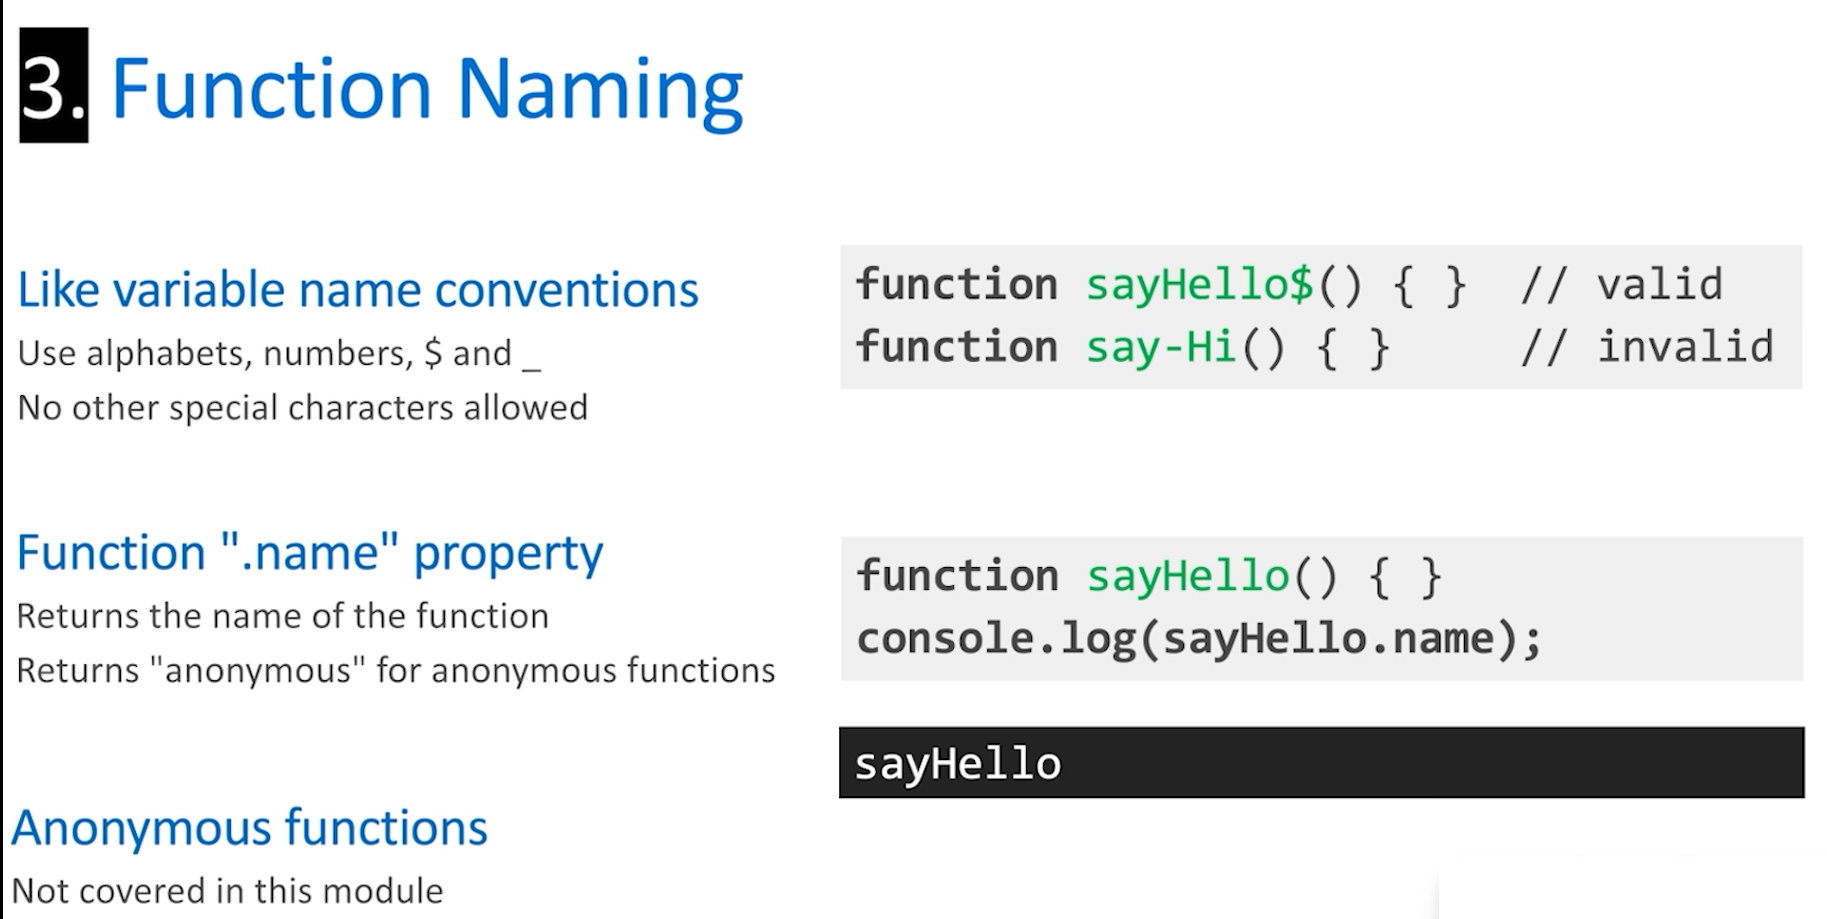 3. Function Naming
Like variable name conventions
Use alphabets, numbers, $ and _
No other special characters allowed
function sayHello$() { }  // valid
function say-Hi() { }     // invalid
Function ".name" property
Returns the name of the function
Returns "anonymous" for anonymous functions
function sayHello() { }
console.log(sayHello.name);
sayHello
Anonymous functions
Not covered in this module